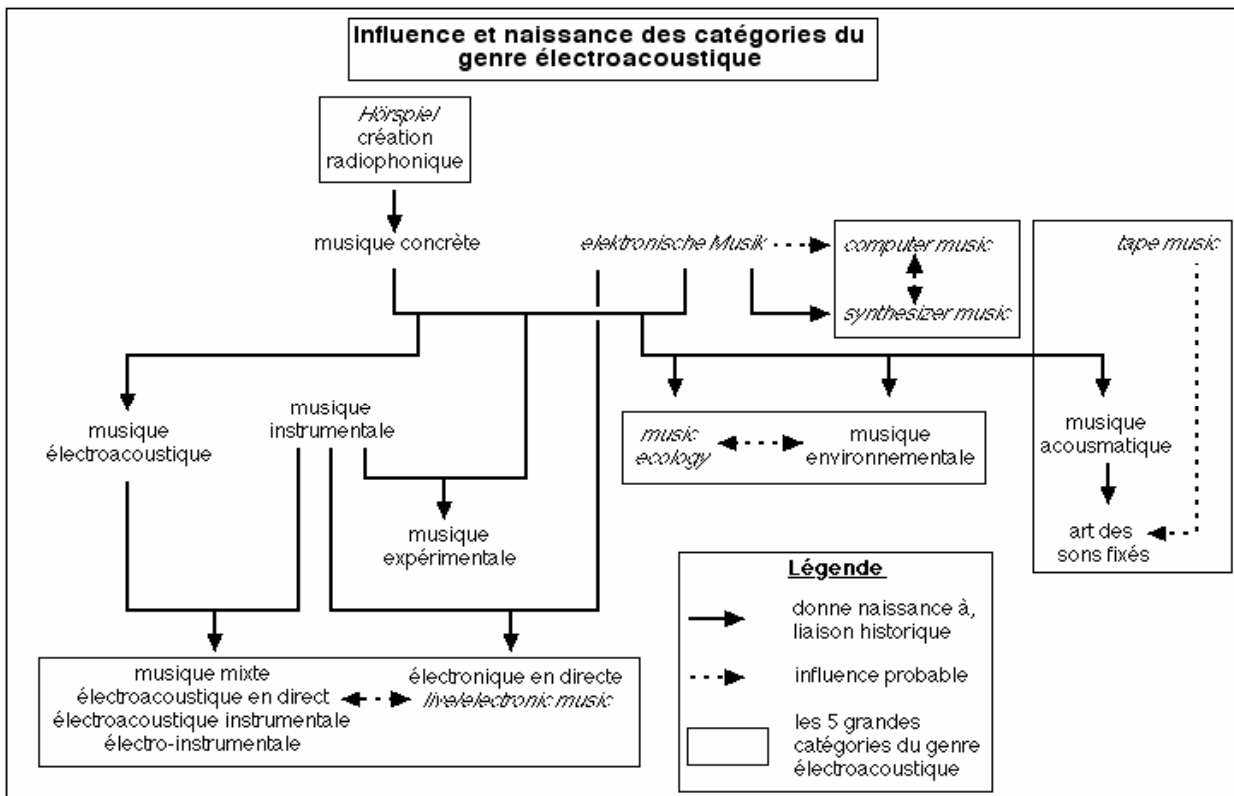 Influence et naissance des catégories du
genre électroacoustique
Hörspiel
création
radiophonique
musique concrète
elektronische Musik
computer music
tape music
synthesizer music
musique
électroacoustique
musique
instrumentale
music
ecology
musique
environnementale
musique
acousmatique
musique
expérimentale
art des
sons fixés
musique mixte
électroacoustique en direct
électroacoustique instrumentale
électro-instrumentale
électronique en directe
live/electronic music
Légende
donne naissance à,
liaison historique
influence probable
les 5 grandes
catégories du genre
électroacoustique